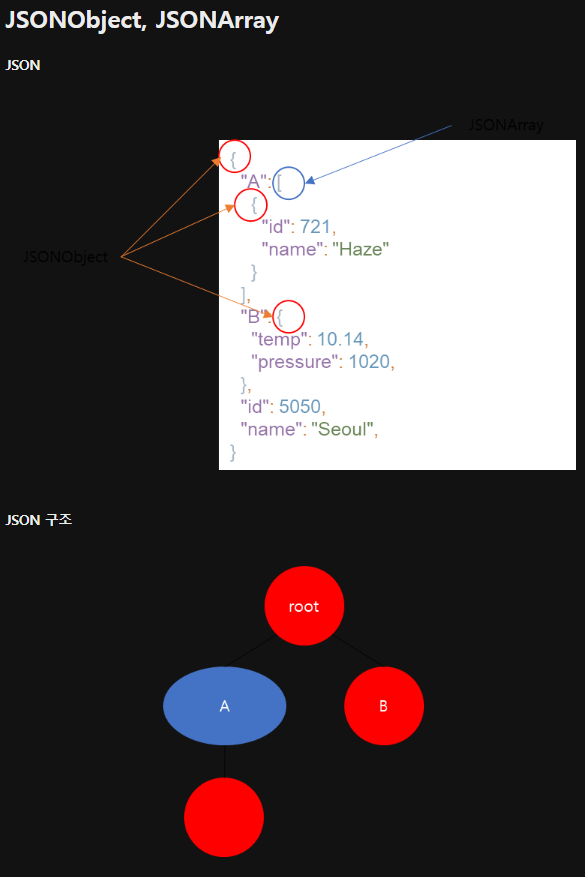 JSONObject, JSONArray
JSON
JSONArray
JSONObject
{
"A": [
{
"id": 721,
"name": "Haze"
}
],
"B": {
"temp": 10.14,
"pressure": 1020,
},
"id": 5050,
"name": "Seoul",
}
JSON 구조
root
A
B